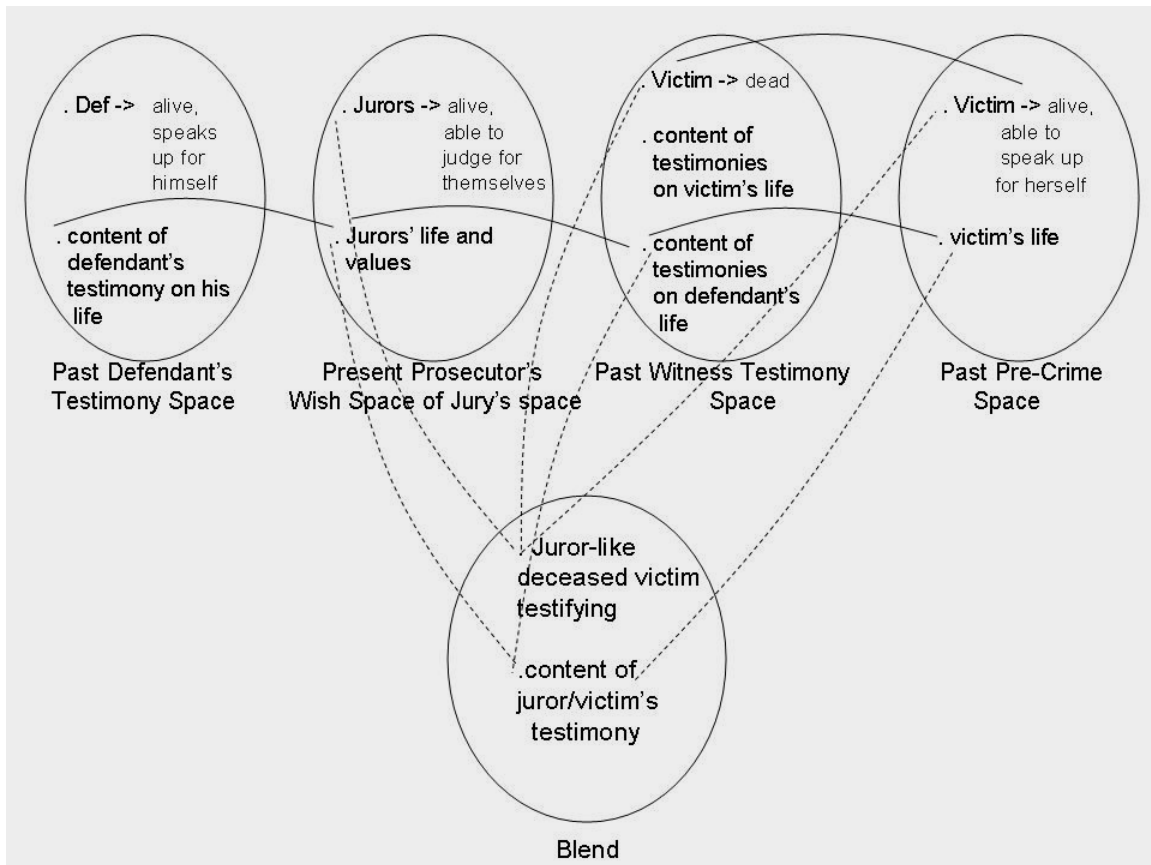 . Def -> alive,
speaks
up for
himself
. content of
defendant's
testimony on his
life
Past Defendant's
Testimony Space
. Jurors -> alive,
able to
judge for
themselves
. Jurors' life and
values
Present Prosecutor's
Wish Space of Jury's space
. Victim -> dead
. content of
testimonies
on victim's life
. content of
testimonies
on defendant's
life
Past Witness Testimony
Space
. Victim -> alive,
able to
speak up
for herself
. victim's life
Past Pre-Crime
Space
. Juror-like
deceased victim
testifying
.content of
juror/victim's
testimony
Blend